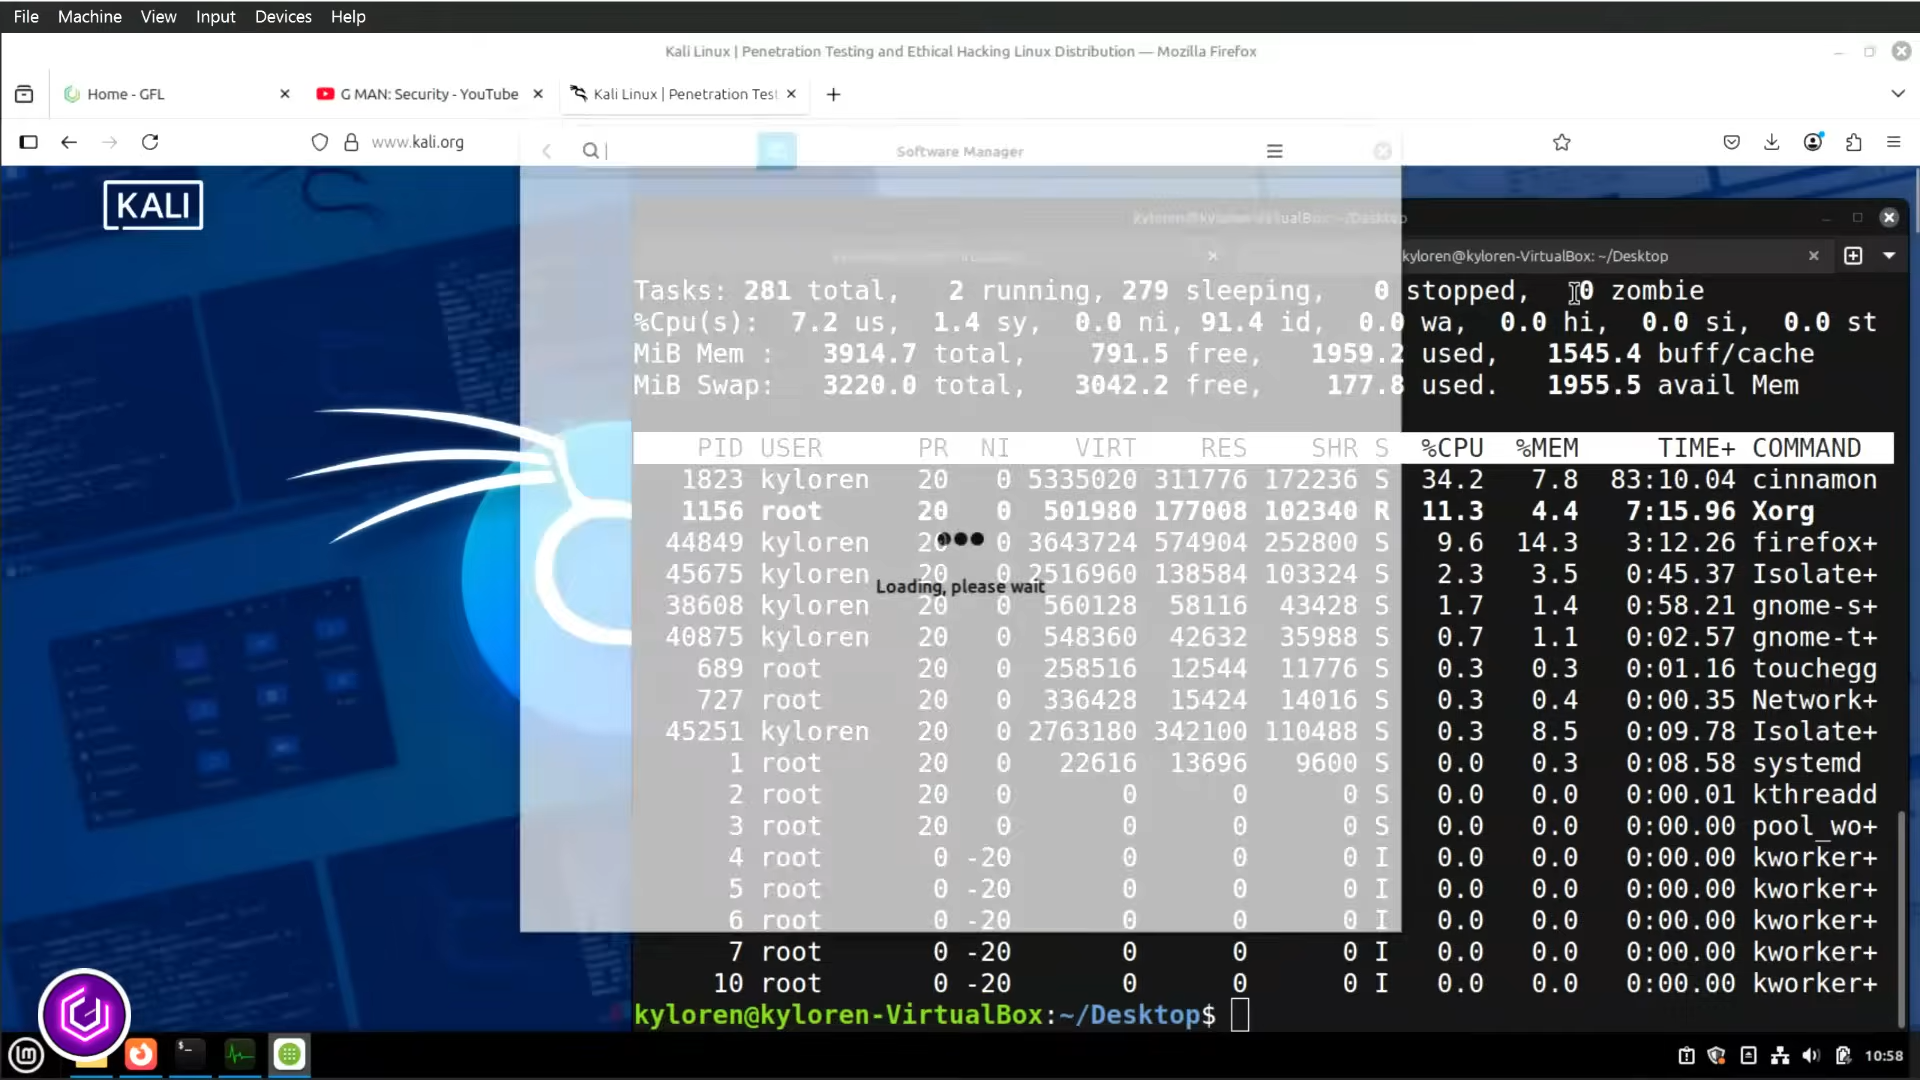 File Machine View Input Devices Help
Kali Linux | Penetration Testing and Ethical Hacking Linux Distribution — Mozilla Firefox
Home - GFL
G MAN: Security - YouTube
Kali Linux | Penetration Tes
www.kali.org
Software Manager
KALI
kyloren@kyloren-VirtualBox: ~/Desktop
kyloren@kyloren-VirtualBox: ~/Desktop
Tasks: 281 total, 2 running, 279 sleeping, 0 stopped, 0 zombie
%Cpu(s): 7.2 us, 1.4 sy, 0.0 ni, 91.4 id, 0.0 wa, 0.0 hi, 0.0 si, 0.0 st
MiB Mem : 3914.7 total, 791.5 free, 1959.2 used, 1545.4 buff/cache
MiB Swap: 3220.0 total, 3042.2 free, 177.8 used. 1955.5 avail Mem
PID USER PR NI VIRT RES SHR S %CPU %MEM TIME+ COMMAND
1823 kyloren 20 0 5335020 311776 172236 S 34.2 7.8 83:10.04 cinnamon
1156 root 20 0 501980 177008 102340 R 11.3 4.4 7:15.96 Xorg
44849 kyloren 20 0 3643724 574904 252800 S 9.6 14.3 3:12.26 firefox+
45675 kyloren 20 0 2516960 138584 103324 S 2.3 3.5 0:45.37 Isolate+
Loading, please wait
38608 kyloren 20 0 560128 58116 43428 S 1.7 1.4 0:58.21 gnome-s+
40875 kyloren 20 0 548360 42632 35988 S 0.7 1.1 0:02.57 gnome-t+
689 root 20 0 258516 12544 11776 S 0.3 0.3 0:01.16 touchegg
727 root 20 0 336428 15424 14016 S 0.3 0.4 0:00.35 Network+
45251 kyloren 20 0 2763180 342100 110488 S 0.3 8.5 0:09.78 Isolate+
1 root 20 0 22616 13696 9600 S 0.0 0.3 0:08.58 systemd
2 root 20 0 0 0 0 S 0.0 0.0 0:00.01 kthreadd
3 root 20 0 0 0 0 S 0.0 0.0 0:00.00 pool_wo+
4 root 0 -20 0 0 0 I 0.0 0.0 0:00.00 kworker+
5 root 0 -20 0 0 0 I 0.0 0.0 0:00.00 kworker+
6 root 0 -20 0 0 0 I 0.0 0.0 0:00.00 kworker+
7 root 0 -20 0 0 0 I 0.0 0.0 0:00.00 kworker+
10 root 0 -20 0 0 0 I 0.0 0.0 0:00.00 kworker+
kyloren@kyloren-VirtualBox:~/Desktop$
10:58